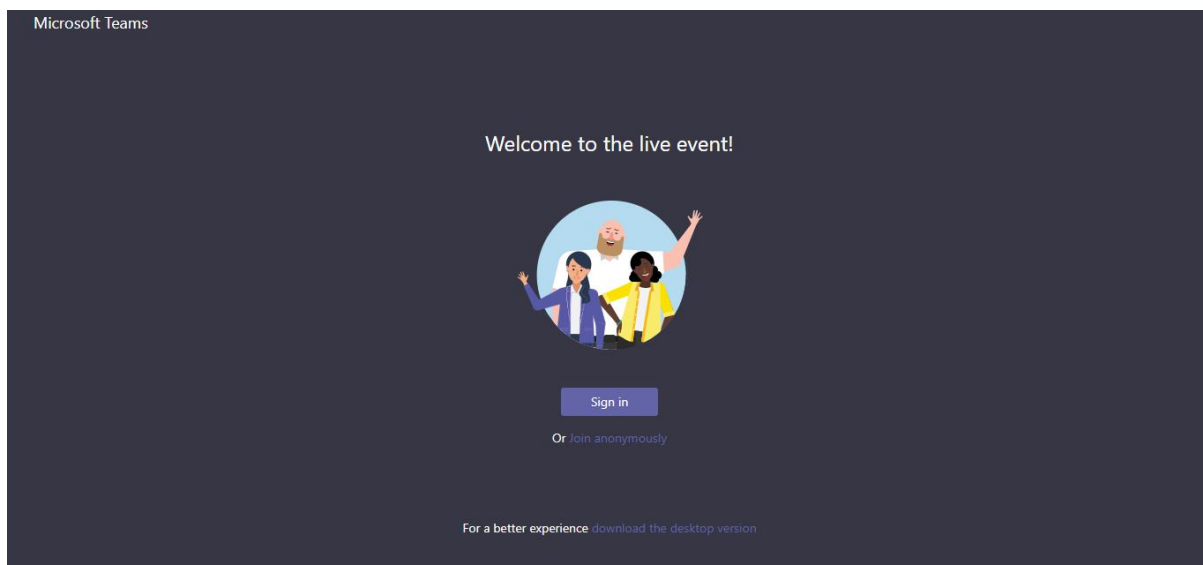 Microsoft Teams
Welcome to the live event!
Sign in
Or Join anonymously
For a better experience download the desktop version